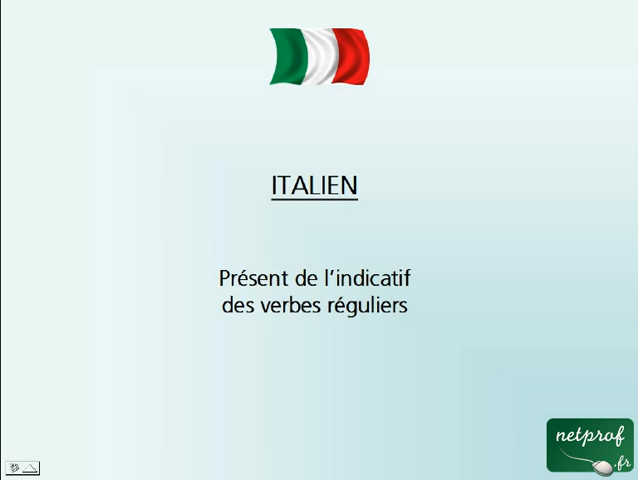 ITALIEN
Présent de l’indicatif
des verbes réguliers
netprof
.fr